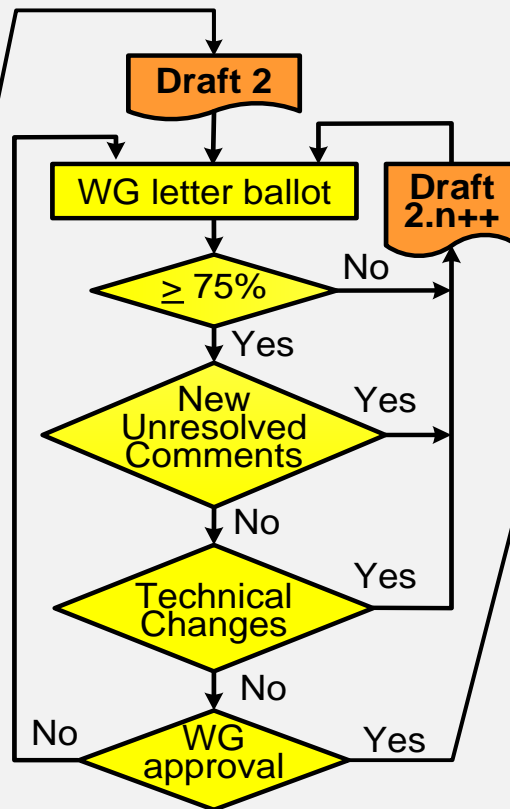 Draft 2
WG letter ballot
Draft
2.n++
≥ 75%
No
Yes
New
Unresolved
Comments
Yes
No
Technical
Changes
Yes
No
No
WG
approval
Yes